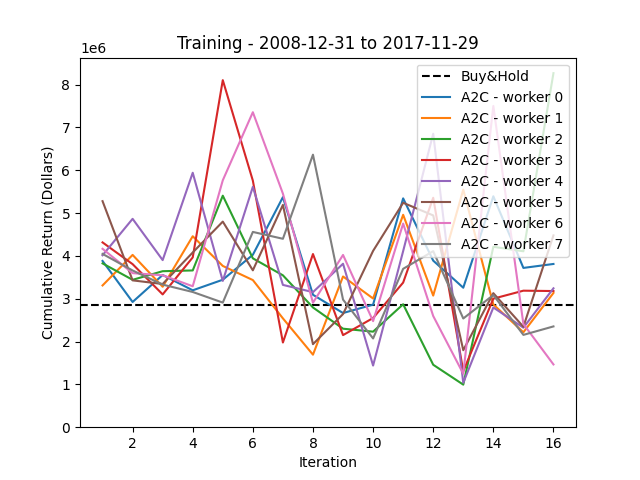 Training - 2008-12-31 to 2017-11-29
1e6
Cumulative Return (Dollars)
8
7
6
5
4
3
2
1
0
Buy&Hold
A2C - worker 0
A2C - worker 1
A2C - worker 2
A2C - worker 3
A2C - worker 4
A2C - worker 5
A2C - worker 6
A2C - worker 7
2 4 6 8 10 12 14 16
Iteration